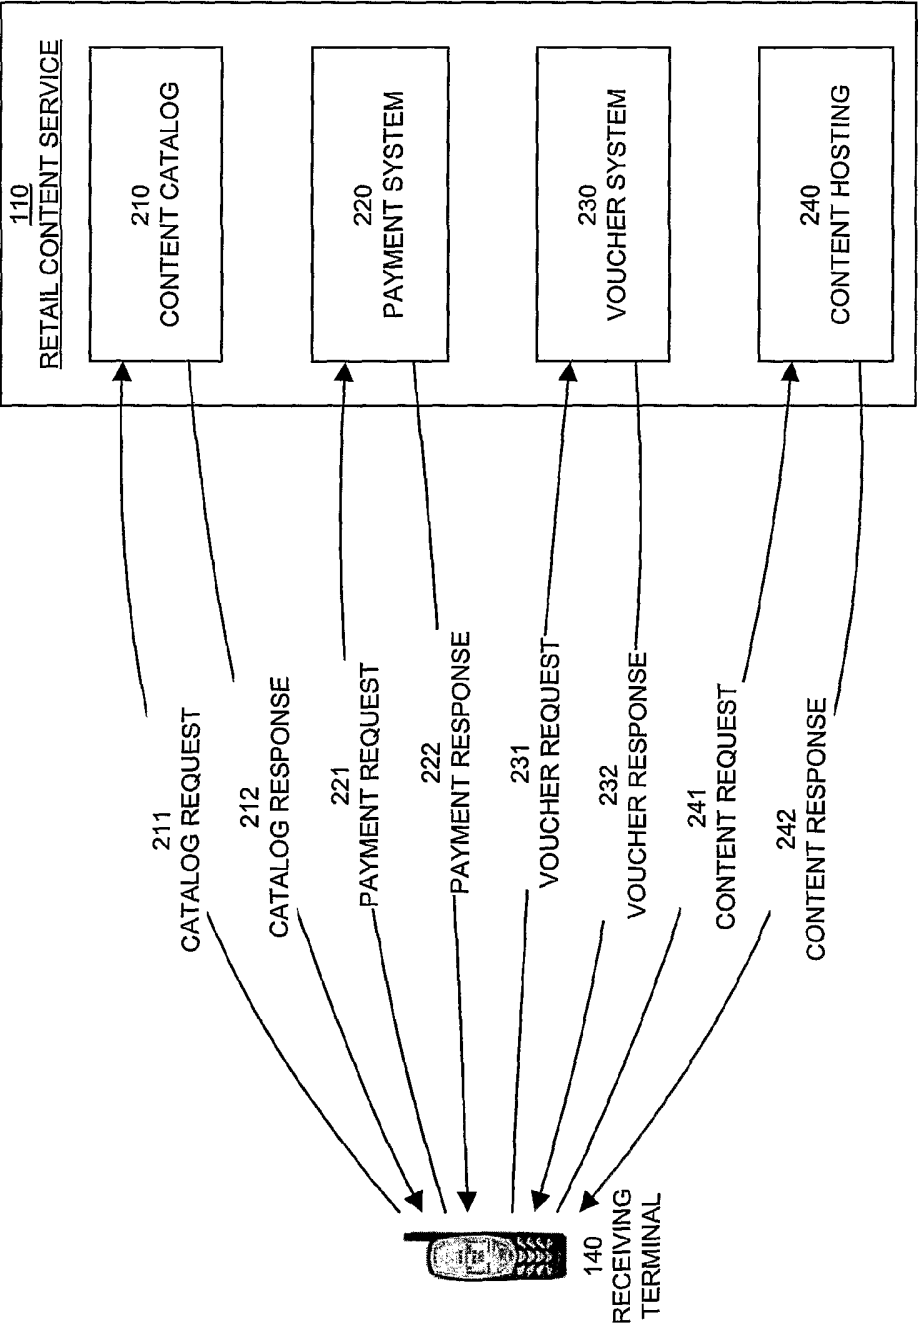 110
RETAIL CONTENT SERVICE
210
CONTENT CATALOG
220
PAYMENT SYSTEM
230
VOUCHER SYSTEM
240
CONTENT HOSTING
211
CATALOG REQUEST
212
CATALOG RESPONSE
221
PAYMENT REQUEST
222
PAYMENT RESPONSE
231
VOUCHER REQUEST
232
VOUCHER RESPONSE
241
CONTENT REQUEST
242
CONTENT RESPONSE
140
RECEIVING
TERMINAL